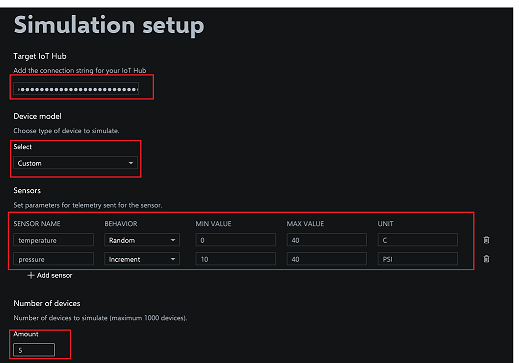 Simulation setup
Target IoT Hub
Add the connection string for your IoT Hub
Device model
Choose type of device to simulate.
Select
Custom
Sensors
Set parameters for telemetry sent for the sensor.
SENSOR NAME BEHAVIOR MIN VALUE MAX VALUE UNIT
temperature Random 0 40 C
pressure Increment 10 40 PSI
+ Add sensor
Number of devices
Number of devices to simulate (maximum 1000 devices).
Amount
5